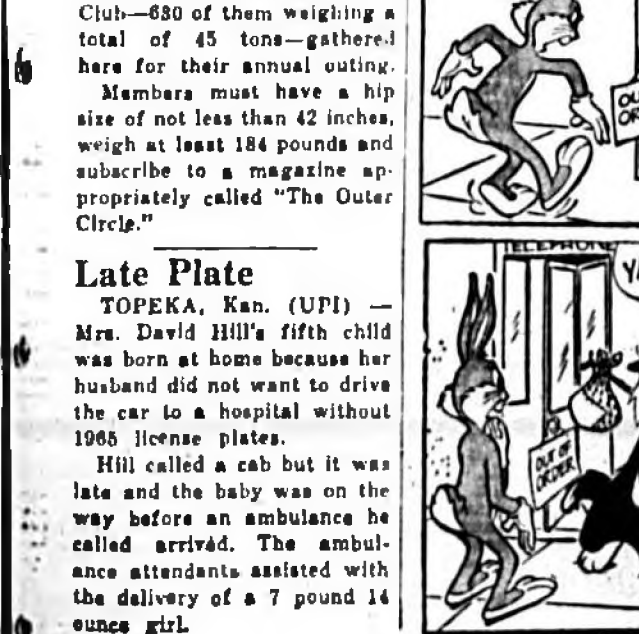 Club—630 of them weighing a
total of 45 tons—gathered
here for their annual outing.
Members must have a hip
size of not less than 42 inches,
weigh at least 184 pounds and
subscribe to a magazine ap-
propriately called "The Outer
Circle."
Late Plate
TOPEKA, Kan. (UPI) —
Mrs. David Hill's fifth child
was born at home because her
husband did not want to drive
the car to a hospital without
1965 license plates.
Hill called a cab but it was
late and the baby was on the
way before an ambulance he
called arrived. The ambul-
ance attendants assisted with
the delivery of a 7 pound 14
ounce girl.
OU
OR
TELEPHONE
YA
OUT OF
ORDER